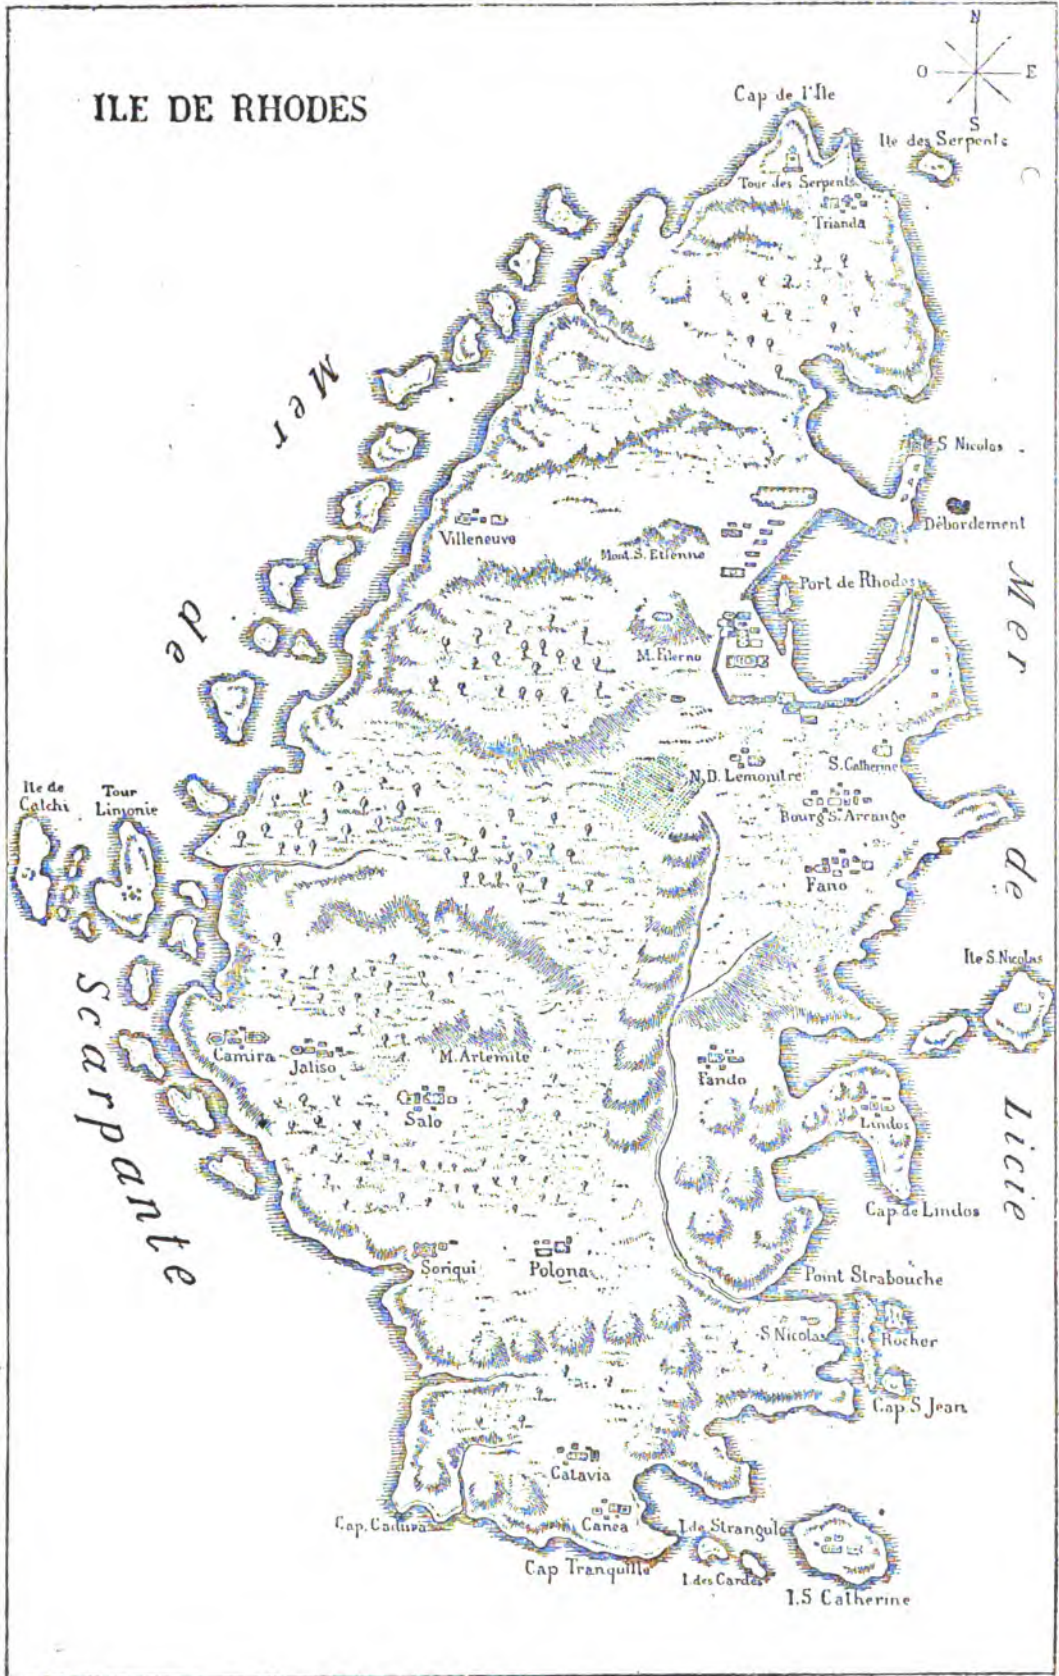 N
O E
S
ILE DE RHODES
Cap de l'Ile
Ile des Serpents
Tour des Serpents
Trianda
Mer
de
Scarpante
S Nicolas
Débordement
Villeneuve
Mont S. Etienne
Port de Rhodes
M. Filerno
Mer
de
Licie
N.D. Lemonitre
S. Catherine
Bourg S. Arcange
Fano
Ile de
Calchi
Tour
Limonie
Ile S. Nicolas
Camira
Jaliso
M. Artemite
Salo
Fando
Lindos
Cap de Lindos
Soriqui
Polona
Point Strabouche
S Nicolas
Rocher
Cap S Jean
Catavia
Canea
Cap Tranquille
I. de Strangulo
I. des Cardes
I. S Catherine